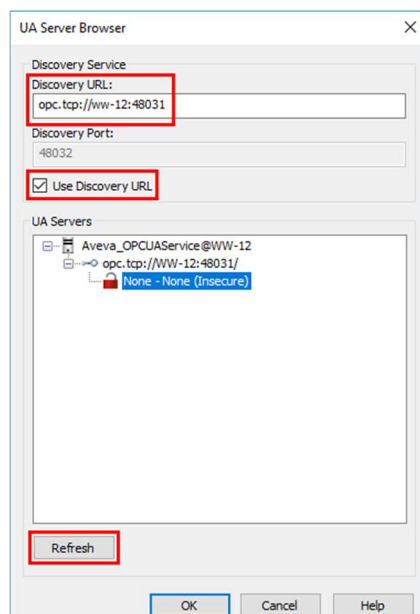 UA Server Browser
Discovery Service
Discovery URL:
opc.tcp://ww-12:48031
Discovery Port:
48032
Use Discovery URL
UA Servers
Aveva_OPCUAService@WW-12
opc.tcp://WW-12:48031/
None - None (Insecure)
Refresh
OK Cancel Help